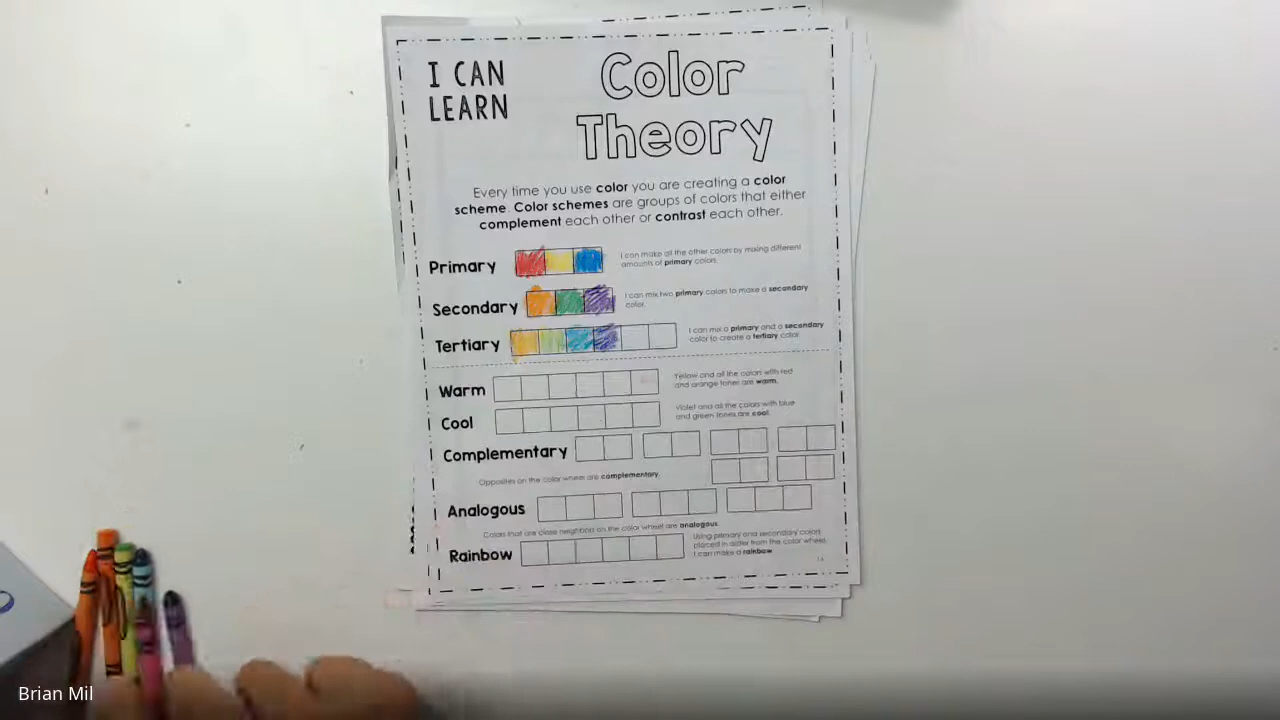 I CAN
LEARN
Color
Theory
Every time you use color you are creating a color
scheme. Color schemes are groups of colors that either
complement each other or contrast each other.
Primary
I can make all the other colors by mixing different
amounts of primary colors.
Secondary
I can mix two primary colors to make a secondary
color.
Tertiary
I can mix a primary and a secondary
color to create a tertiary color.
Warm
Yellow and all the colors with red
and orange tones are warm.
Cool
Violet and all the colors with blue
and green tones are cool.
Complementary
Opposites on the color wheel are complementary.
Analogous
Colors that are close neighbors on the color wheel are analogous.
Rainbow
Using primary and secondary colors
placed in order from the color wheel,
I can make a rainbow.
Brian Mil